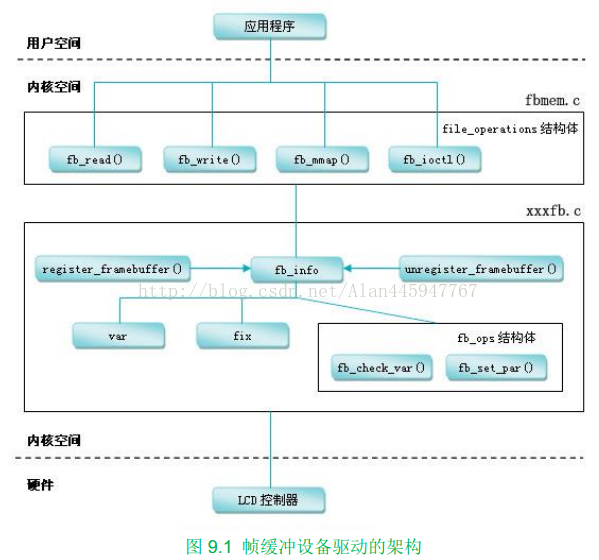 应用程序
用户空间
内核空间
fbmem.c
file_operations 结构体
fb_read()
fb_write()
fb_mmap()
fb_ioctl()
xxxfb.c
register_framebuffer()
fb_info
unregister_framebuffer()
http://blog.csdn.net/Alan445947767
var
fix
fb_ops 结构体
fb_check_var()
fb_set_par()
内核空间
硬件
LCD 控制器
图 9.1 帧缓冲设备驱动的架构